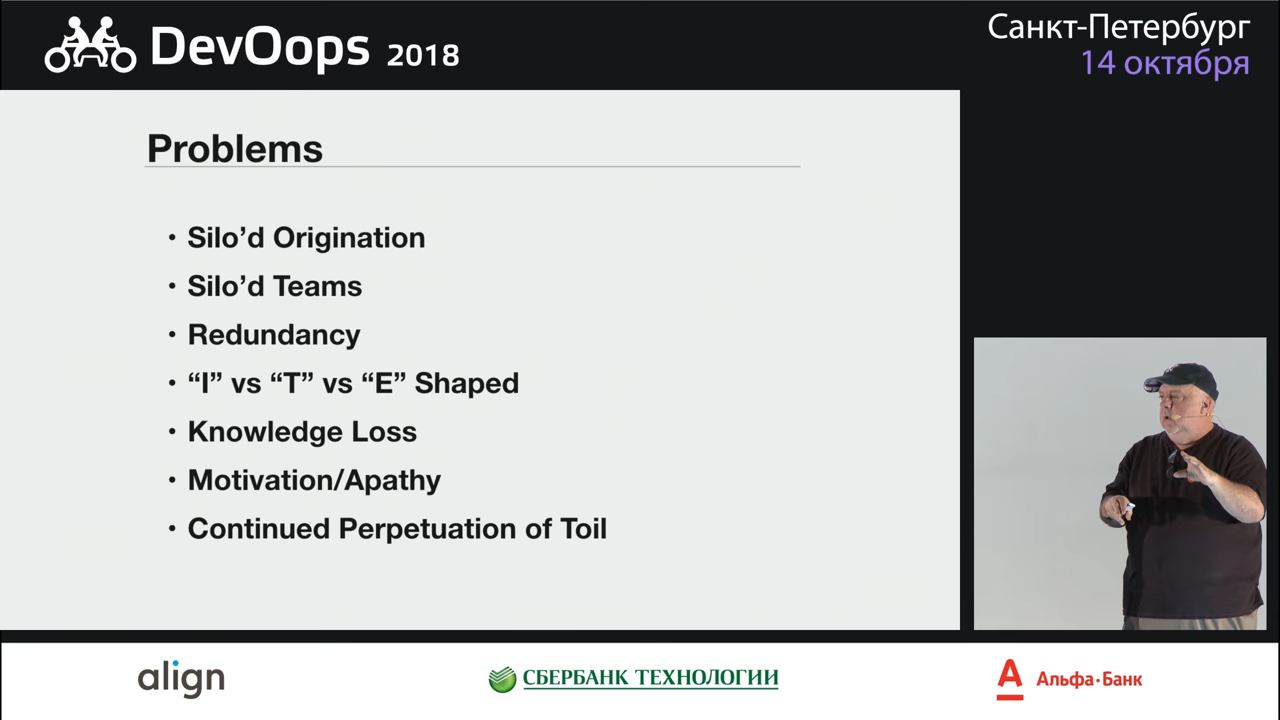 DevOops 2018
Санкт-Петербург
14 октября
Problems
• Silo’d Origination
• Silo’d Teams
• Redundancy
• “I” vs “T” vs “E” Shaped
• Knowledge Loss
• Motivation/Apathy
• Continued Perpetuation of Toil
align
СБЕРБАНК ТЕХНОЛОГИИ
А Альфа·Банк